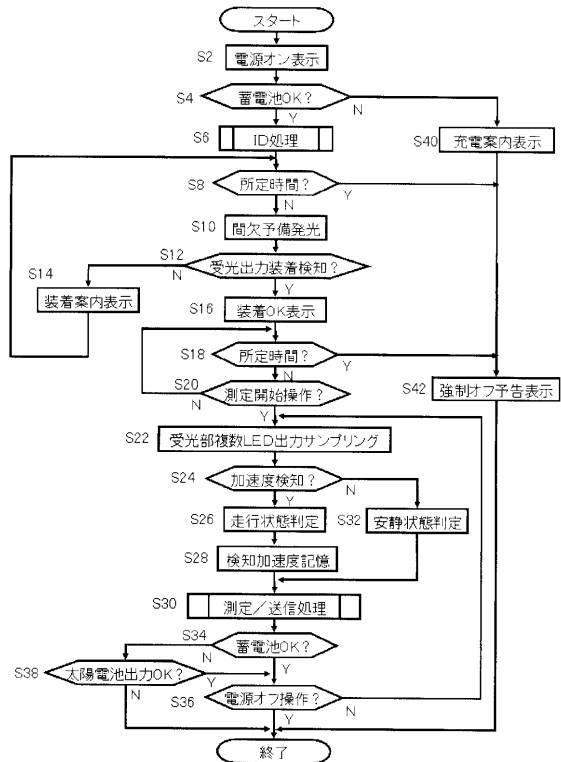 スタート
S2 電源オン表示
S4 蓄電池OK?
N
Y
S6 ID処理
S40 充電案内表示
S8 所定時間?
Y
N
S10 間欠予備発光
S12 受光出力装着検知?
N
Y
S14 装着案内表示
S16 装着OK表示
S18 所定時間?
Y
N
S20 測定開始操作?
N
Y
S42 強制オフ予告表示
S22 受光部複数LED出力サンプリング
S24 加速度検知?
N
Y
S26 走行状態判定
S32 安静状態判定
S28 検知加速度記憶
S30 測定/送信処理
S34 蓄電池OK?
N
Y
S38 太陽電池出力OK?
Y
N
S36 電源オフ操作?
N
Y
終了